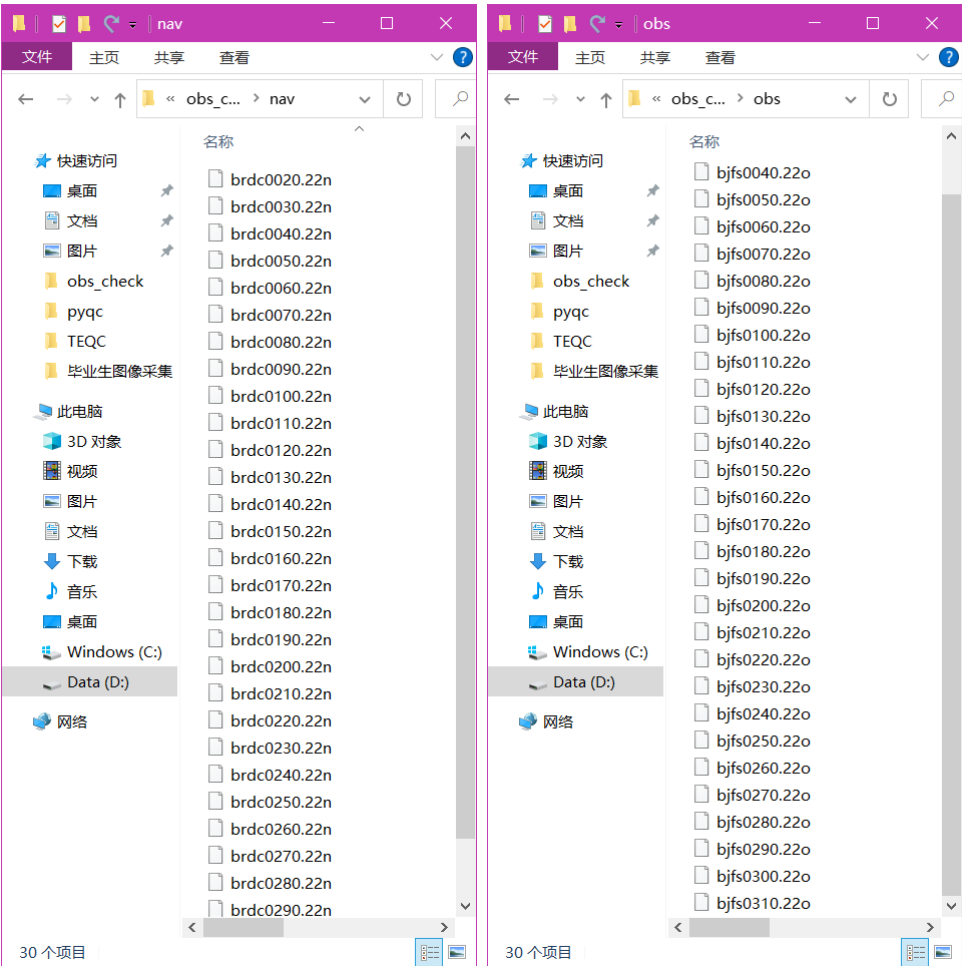 nav
文件 主页 共享 查看
« obs_c... > nav
名称
快速访问
桌面
文档
图片
obs_check
pyqc
TEQC
毕业生图像采集
此电脑
3D 对象
视频
图片
文档
下载
音乐
桌面
Windows (C:)
Data (D:)
网络
brdc0020.22n
brdc0030.22n
brdc0040.22n
brdc0050.22n
brdc0060.22n
brdc0070.22n
brdc0080.22n
brdc0090.22n
brdc0100.22n
brdc0110.22n
brdc0120.22n
brdc0130.22n
brdc0140.22n
brdc0150.22n
brdc0160.22n
brdc0170.22n
brdc0180.22n
brdc0190.22n
brdc0200.22n
brdc0210.22n
brdc0220.22n
brdc0230.22n
brdc0240.22n
brdc0250.22n
brdc0260.22n
brdc0270.22n
brdc0280.22n
brdc0290.22n
30 个项目
obs
文件 主页 共享 查看
« obs_c... > obs
名称
快速访问
桌面
文档
图片
obs_check
pyqc
TEQC
毕业生图像采集
此电脑
3D 对象
视频
图片
文档
下载
音乐
桌面
Windows (C:)
Data (D:)
网络
bjfs0040.22o
bjfs0050.22o
bjfs0060.22o
bjfs0070.22o
bjfs0080.22o
bjfs0090.22o
bjfs0100.22o
bjfs0110.22o
bjfs0120.22o
bjfs0130.22o
bjfs0140.22o
bjfs0150.22o
bjfs0160.22o
bjfs0170.22o
bjfs0180.22o
bjfs0190.22o
bjfs0200.22o
bjfs0210.22o
bjfs0220.22o
bjfs0230.22o
bjfs0240.22o
bjfs0250.22o
bjfs0260.22o
bjfs0270.22o
bjfs0280.22o
bjfs0290.22o
bjfs0300.22o
bjfs0310.22o
30 个项目